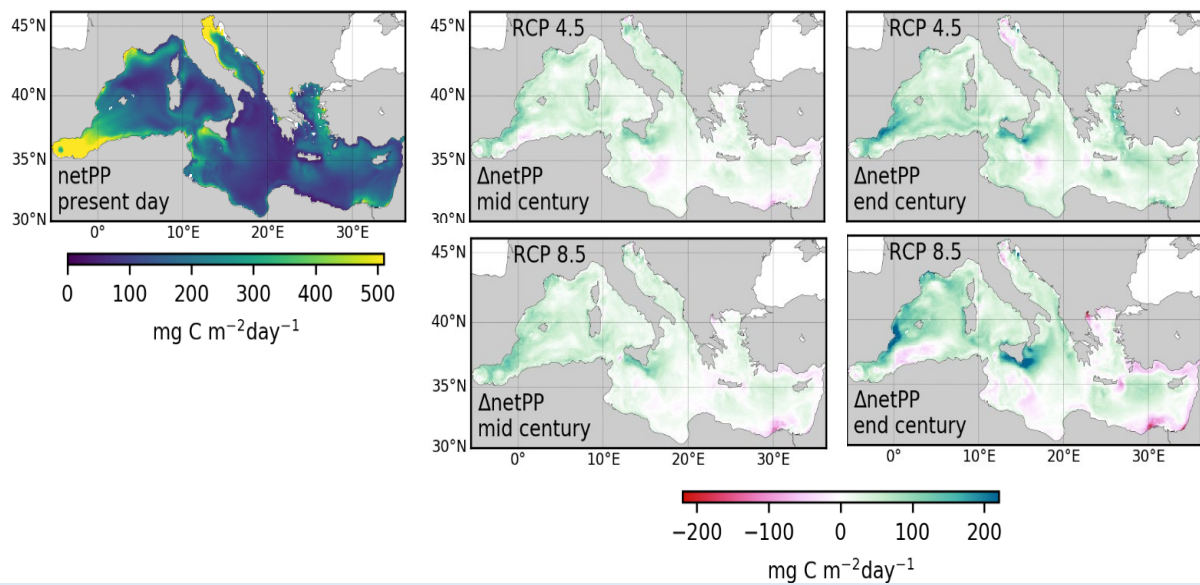 45°N
40°N
35°N
30°N
netPP
present day
0°
10°E
20°E
30°E
0
100
200
300
400
500
mg C m⁻²day⁻¹
45°N
40°N
35°N
30°N
RCP 4.5
ΔnetPP
mid century
RCP 4.5
ΔnetPP
end century
45°N
40°N
35°N
30°N
RCP 8.5
ΔnetPP
mid century
0°
10°E
20°E
30°E
RCP 8.5
ΔnetPP
end century
0°
10°E
20°E
30°E
−200
−100
0
100
200
mg C m⁻²day⁻¹